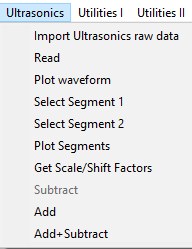 Ultrasonics Utilities I Utilities II
Import Ultrasonics raw data
Read
Plot waveform
Select Segment 1
Select Segment 2
Plot Segments
Get Scale/Shift Factors
Subtract
Add
Add+Subtract